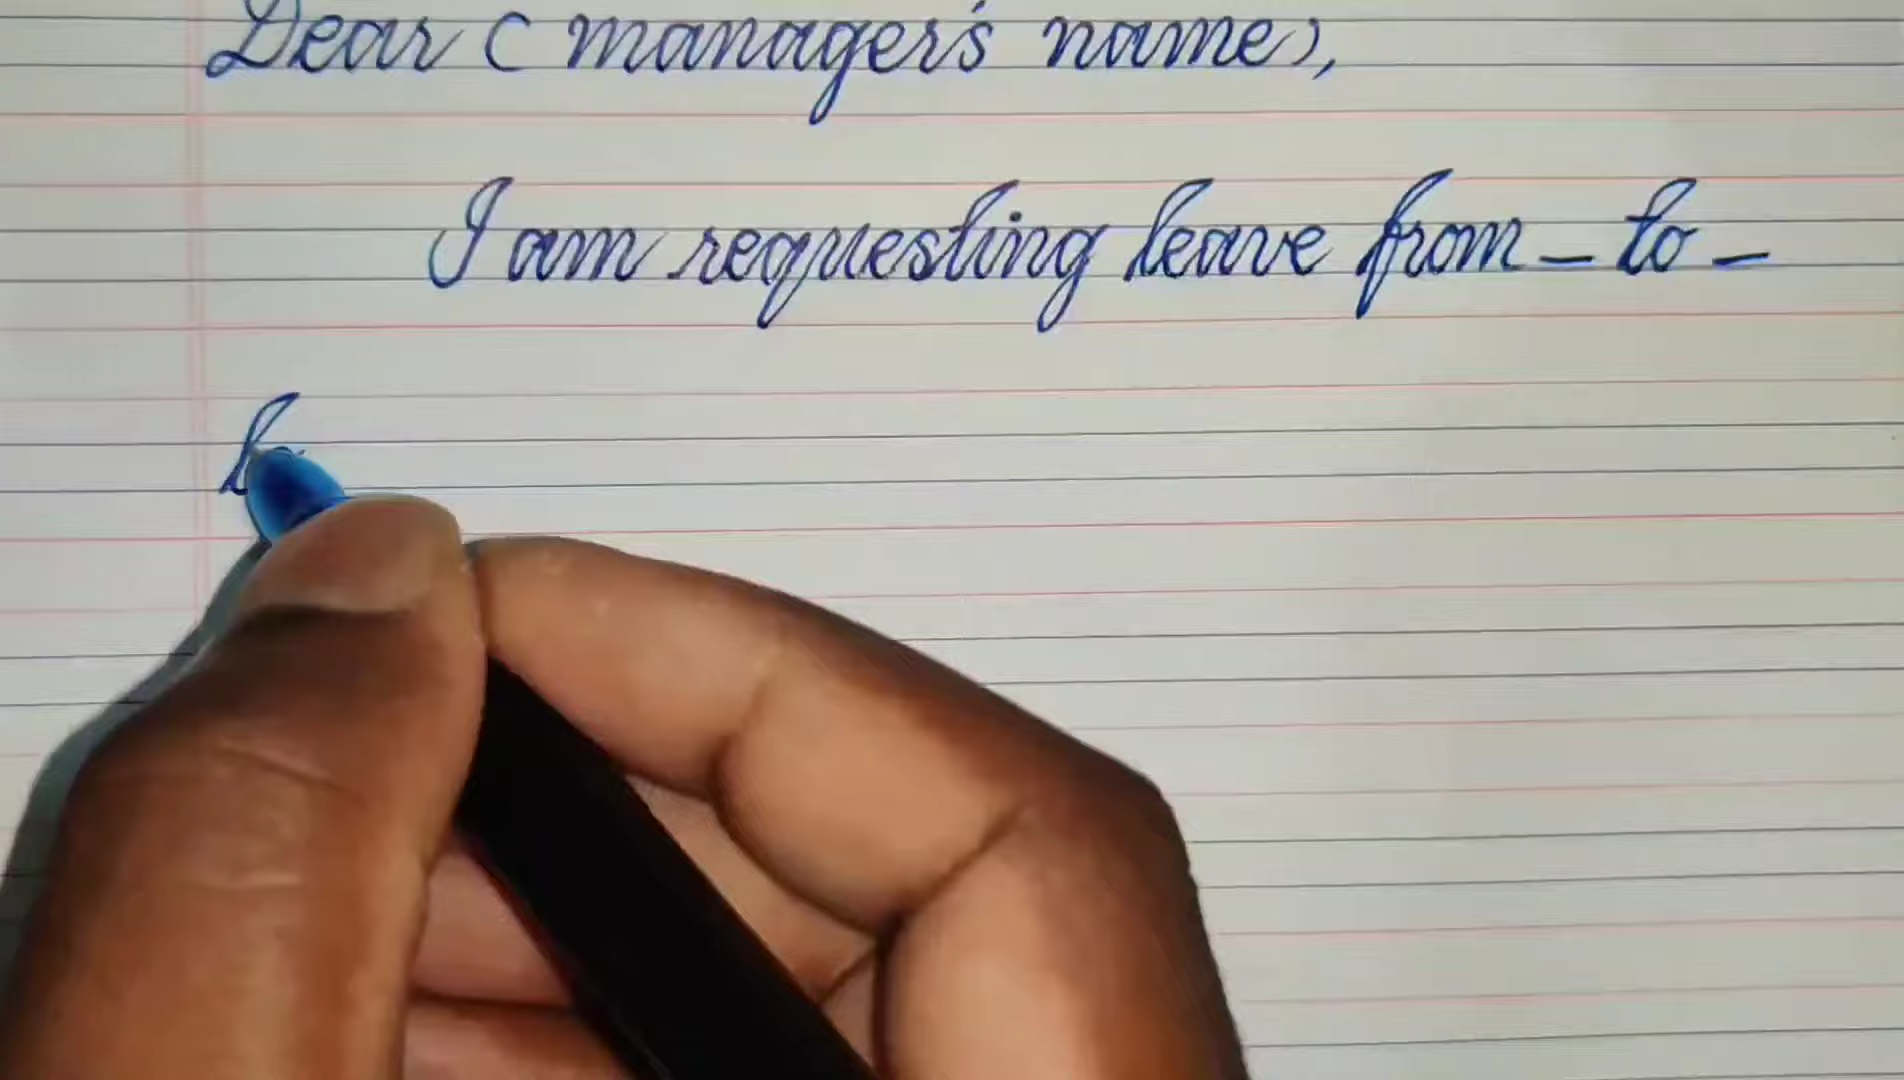 Dear ( manager's name),
I am requesting leave from _ to _